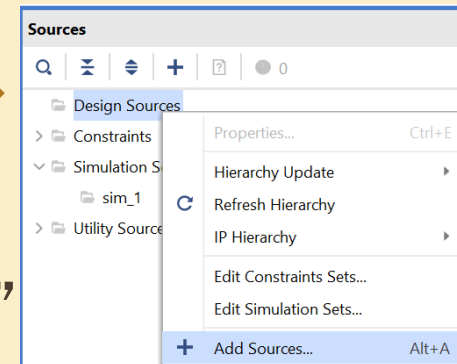 Sources
0
Design Sources
Constraints
Simulation S
sim_1
Utility Source
Properties... Ctrl+E
Hierarchy Update
Refresh Hierarchy
IP Hierarchy
Edit Constraints Sets...
Edit Simulation Sets...
Add Sources... Alt+A
”